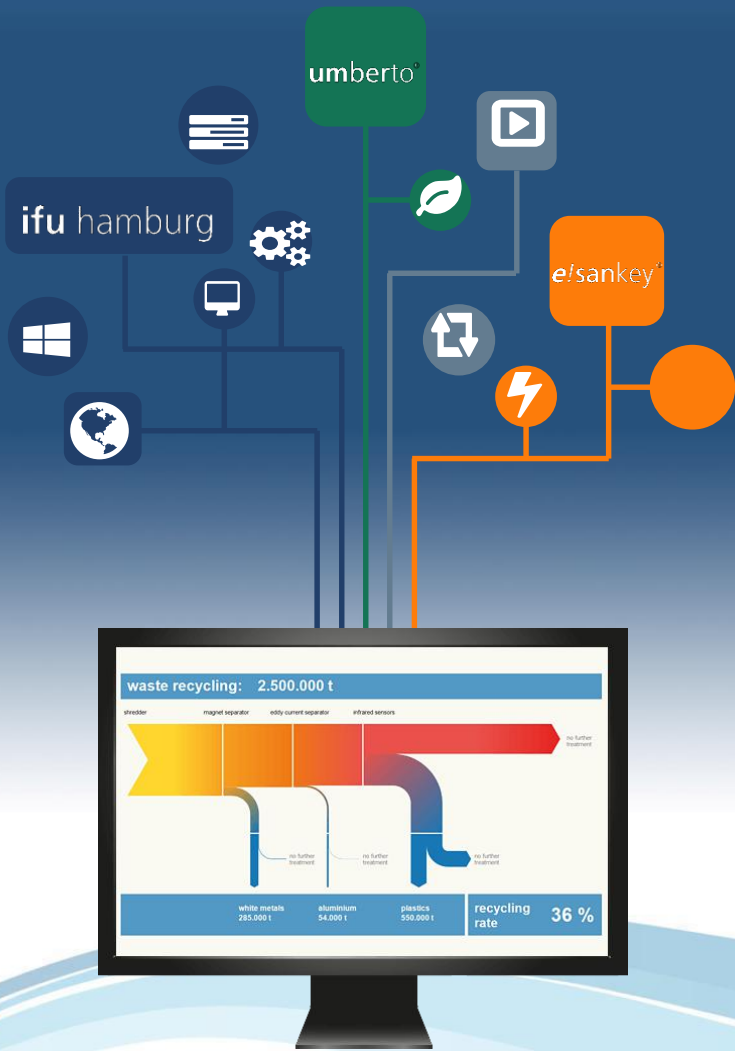 umberto®
ifu hamburg
e!sankey®
waste recycling: 2.500.000 t
shredder
magnet separator
eddy current separator
infrared sensors
no further
treatment
no further
treatment
no further
treatment
no further
treatment
white metals
285.000 t
aluminium
54.000 t
plastics
550.000 t
recycling
rate
36 %